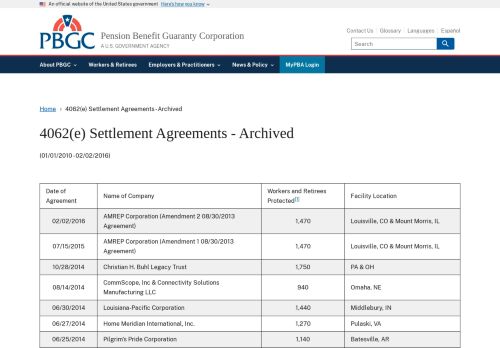 An official website of the United States government Here's how you know
Contact Us Glossary Languages Español
PBGC
Pension Benefit Guaranty Corporation
A U.S. GOVERNMENT AGENCY
Search
About PBGC Workers & Retirees Employers & Practitioners News & Policy MyPBA Login
Home › 4062(e) Settlement Agreements - Archived
4062(e) Settlement Agreements - Archived
(01/01/2010 -02/02/2016)
Date of Agreement Name of Company Workers and Retirees Protected[1] Facility Location
02/02/2016 AMREP Corporation (Amendment 2 08/30/2013 Agreement) 1,470 Louisville, CO & Mount Morris, IL
07/15/2015 AMREP Corporation (Amendment 1 08/30/2013 Agreement) 1,470 Louisville, CO & Mount Morris, IL
10/28/2014 Christian H. Buhl Legacy Trust 1,750 PA & OH
08/14/2014 CommScope, Inc & Connectivity Solutions Manufacturing LLC 940 Omaha, NE
06/30/2014 Louisiana-Pacific Corporation 1,440 Middlebury, IN
06/27/2014 Home Meridian International, Inc. 1,270 Pulaski, VA
06/25/2014 Pilgrim's Pride Corporation 1,140 Batesville, AR